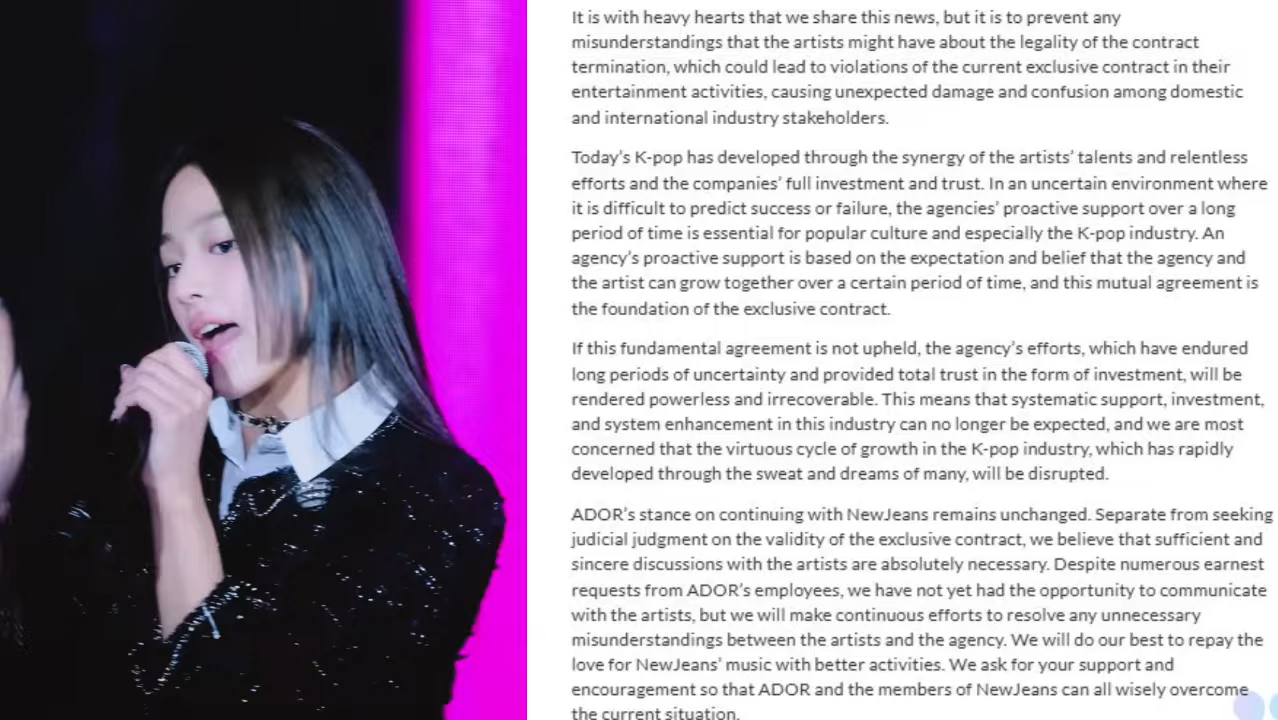 It is with heavy hearts that we share this news, but it is to prevent any
misunderstandings that the artists might have about the legality of the contract
termination, which could lead to violations of the current exclusive contract in their
entertainment activities, causing unexpected damage and confusion among domestic
and international industry stakeholders.
Today's K-pop has developed through the synergy of the artists' talents and relentless
efforts and the companies' full investment and trust. In an uncertain environment where
it is difficult to predict success or failure, the agencies' proactive support over a long
period of time is essential for popular culture and especially the K-pop industry. An
agency's proactive support is based on the expectation and belief that the agency and
the artist can grow together over a certain period of time, and this mutual agreement is
the foundation of the exclusive contract.
If this fundamental agreement is not upheld, the agency's efforts, which have endured
long periods of uncertainty and provided total trust in the form of investment, will be
rendered powerless and irrecoverable. This means that systematic support, investment,
and system enhancement in this industry can no longer be expected, and we are most
concerned that the virtuous cycle of growth in the K-pop industry, which has rapidly
developed through the sweat and dreams of many, will be disrupted.
ADOR's stance on continuing with NewJeans remains unchanged. Separate from seeking
judicial judgment on the validity of the exclusive contract, we believe that sufficient and
sincere discussions with the artists are absolutely necessary. Despite numerous earnest
requests from ADOR's employees, we have not yet had the opportunity to communicate
with the artists, but we will make continuous efforts to resolve any unnecessary
misunderstandings between the artists and the agency. We will do our best to repay the
love for NewJeans' music with better activities. We ask for your support and
encouragement so that ADOR and the members of NewJeans can all wisely overcome
the current situation.